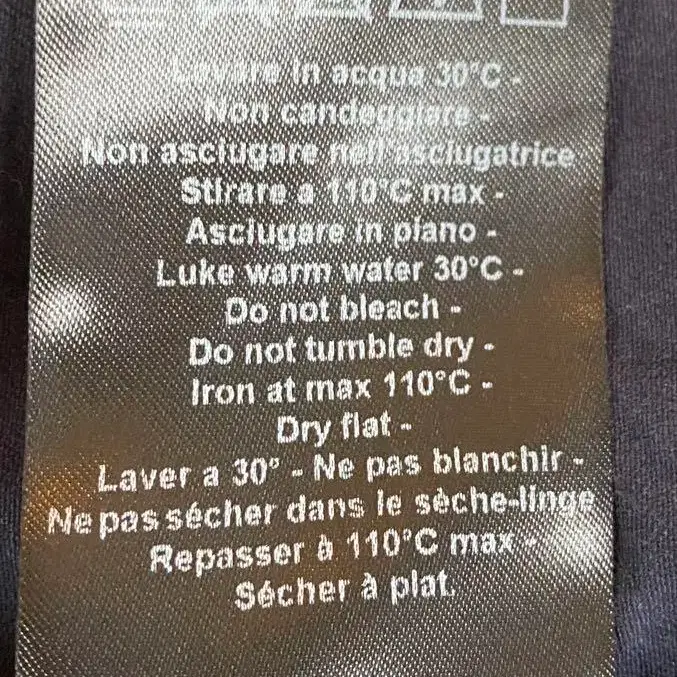 Lavare in acqua 30°C -
Non candeggiare -
Non asciugare nell'asciugatrice
Stirare a 110°C max -
Asciugare in piano -
Luke warm water 30°C -
Do not bleach -
Do not tumble dry -
Iron at max 110°C -
Dry flat -
Laver a 30° - Ne pas blanchir -
Ne pas sécher dans le sèche-linge
Repasser à 110°C max -
Sécher à plat.